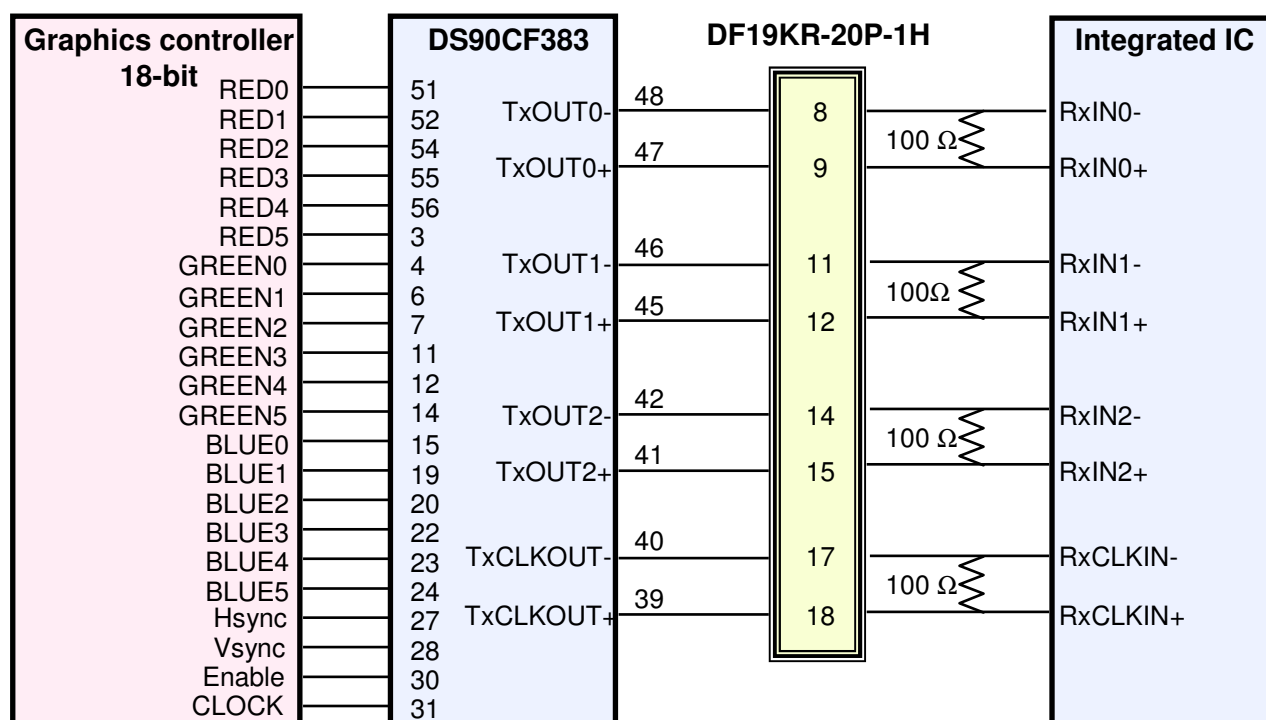 Graphics controller
18-bit
DS90CF383
DF19KR-20P-1H
Integrated IC
RED0 51
RED1 52
RED2 54
RED3 55
RED4 56
RED5 3
GREEN0 4
GREEN1 6
GREEN2 7
GREEN3 11
GREEN4 12
GREEN5 14
BLUE0 15
BLUE1 19
BLUE2 20
BLUE3 22
BLUE4 23
BLUE5 24
Hsync 27
Vsync 28
Enable 30
CLOCK 31
TxOUT0- 48 8 RxIN0-
100 Ω
TxOUT0+ 47 9 RxIN0+
TxOUT1- 46 11 RxIN1-
100Ω
TxOUT1+ 45 12 RxIN1+
TxOUT2- 42 14 RxIN2-
100 Ω
TxOUT2+ 41 15 RxIN2+
TxCLKOUT- 40 17 RxCLKIN-
100 Ω
TxCLKOUT+ 39 18 RxCLKIN+